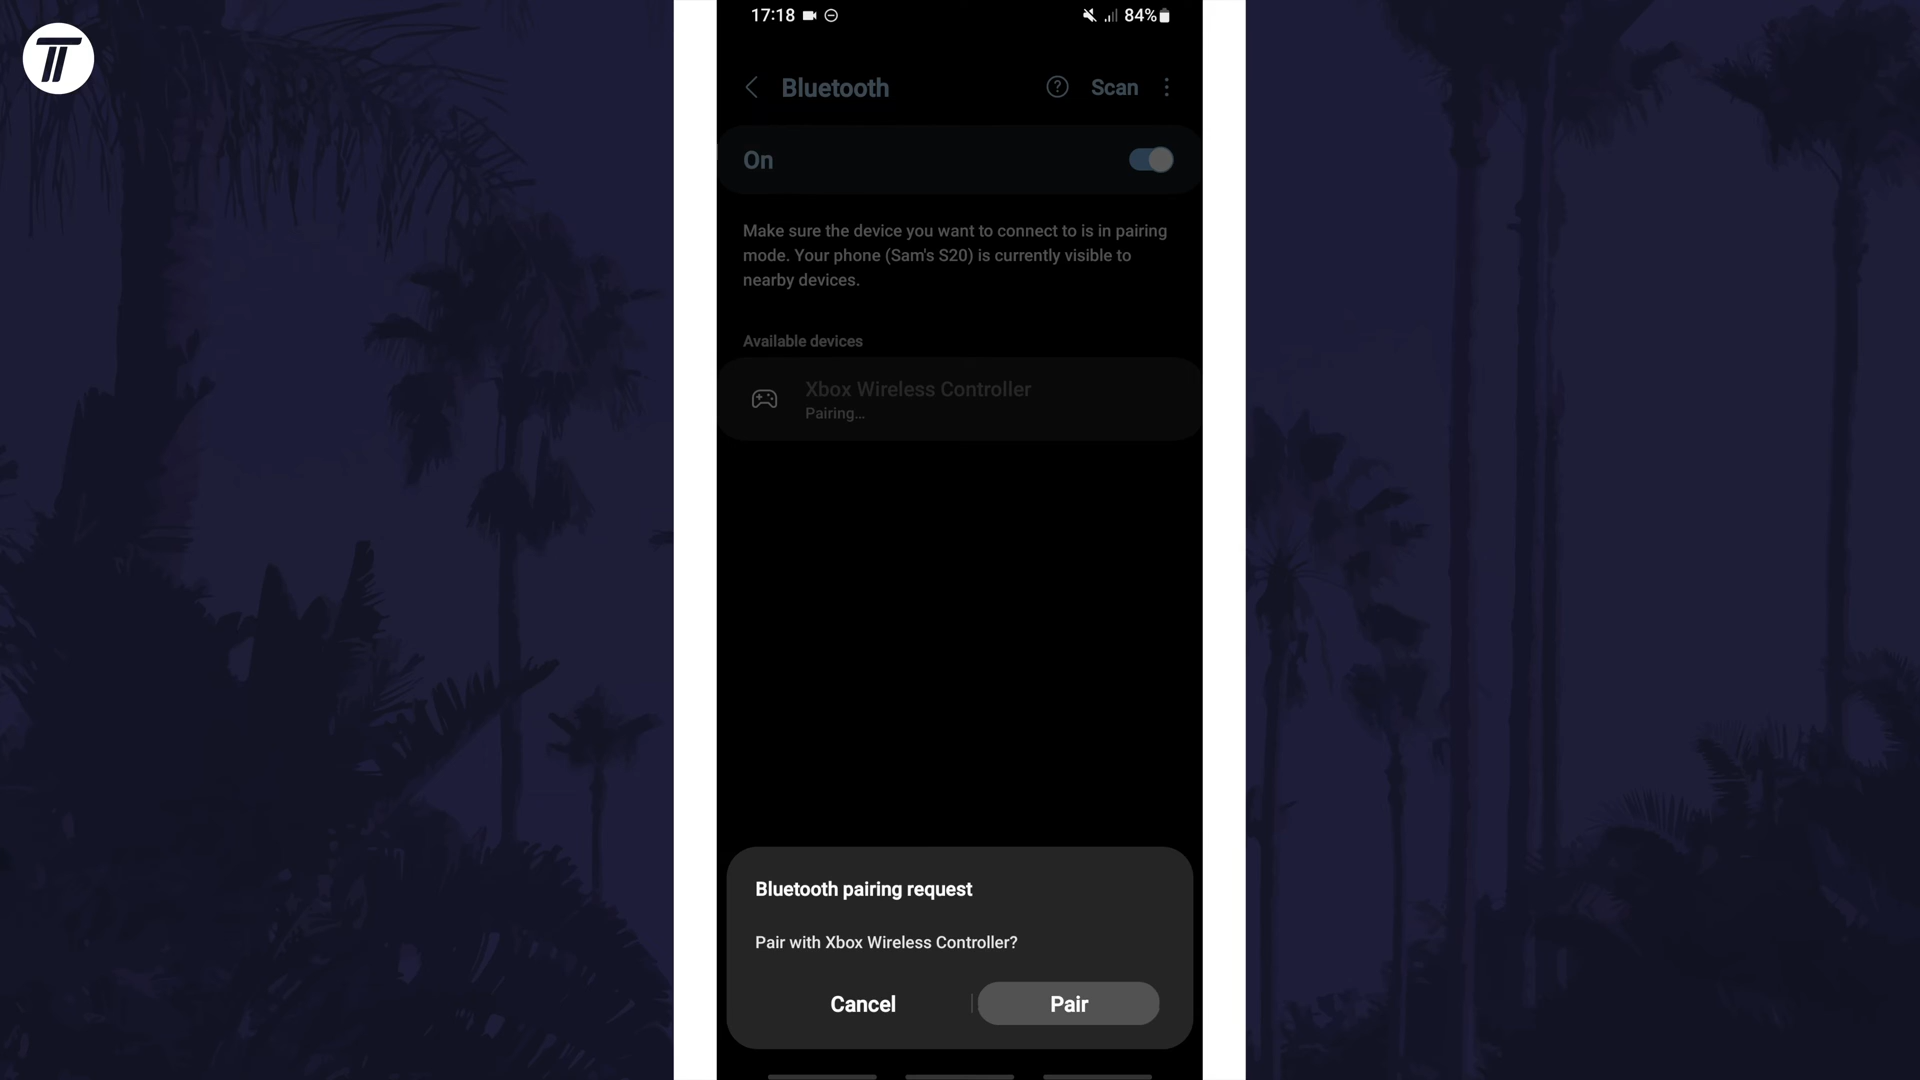 17:18
84%
Bluetooth
Scan
On
Make sure the device you want to connect to is in pairing
mode. Your phone (Sam's S20) is currently visible to
nearby devices.
Available devices
Xbox Wireless Controller
Pairing...
Bluetooth pairing request
Pair with Xbox Wireless Controller?
Cancel
Pair